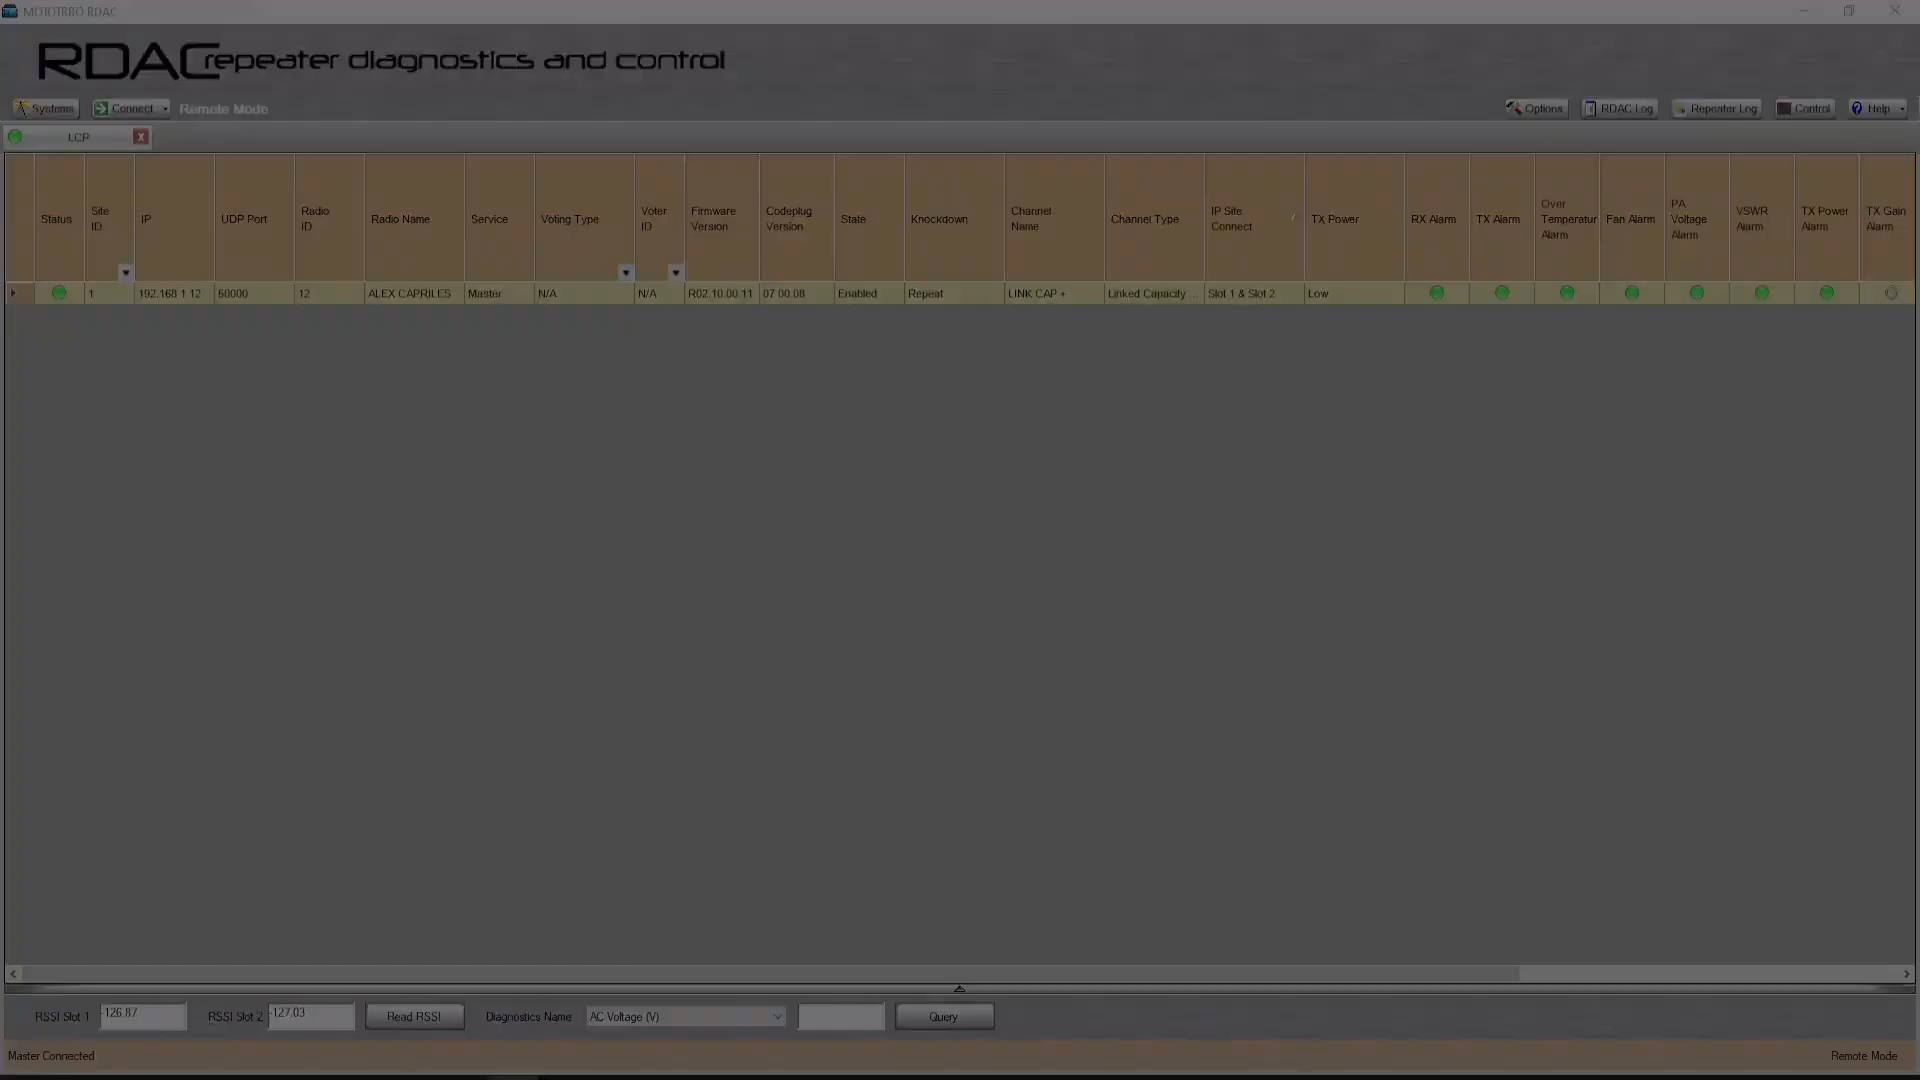 MOTOTRBO RDAC
RDAC repeater diagnostics and control
Systems Connect Remote Mode Options RDAC Log Repeater Log Control Help
LCP X
Status Site ID IP UDP Port Radio ID Radio Name Service Voting Type Voter ID Firmware Version Codeplug Version State Knockdown Channel Name Channel Type IP Site Connect TX Power RX Alarm TX Alarm Over Temperatur Alarm Fan Alarm PA Voltage Alarm VSWR Alarm TX Power Alarm TX Gain Alarm
1 192.168.1.12 50000 12 ALEX CAPRILES Master N/A N/A R02.10.00.11 07.00.08 Enabled Repeat LINK CAP + Linked Capacity ... Slot 1 & Slot 2 Low
RSSI Slot 1 -126.87 RSSI Slot 2 -127.03 Read RSSI Diagnostics Name AC Voltage (V) Query
Master Connected Remote Mode